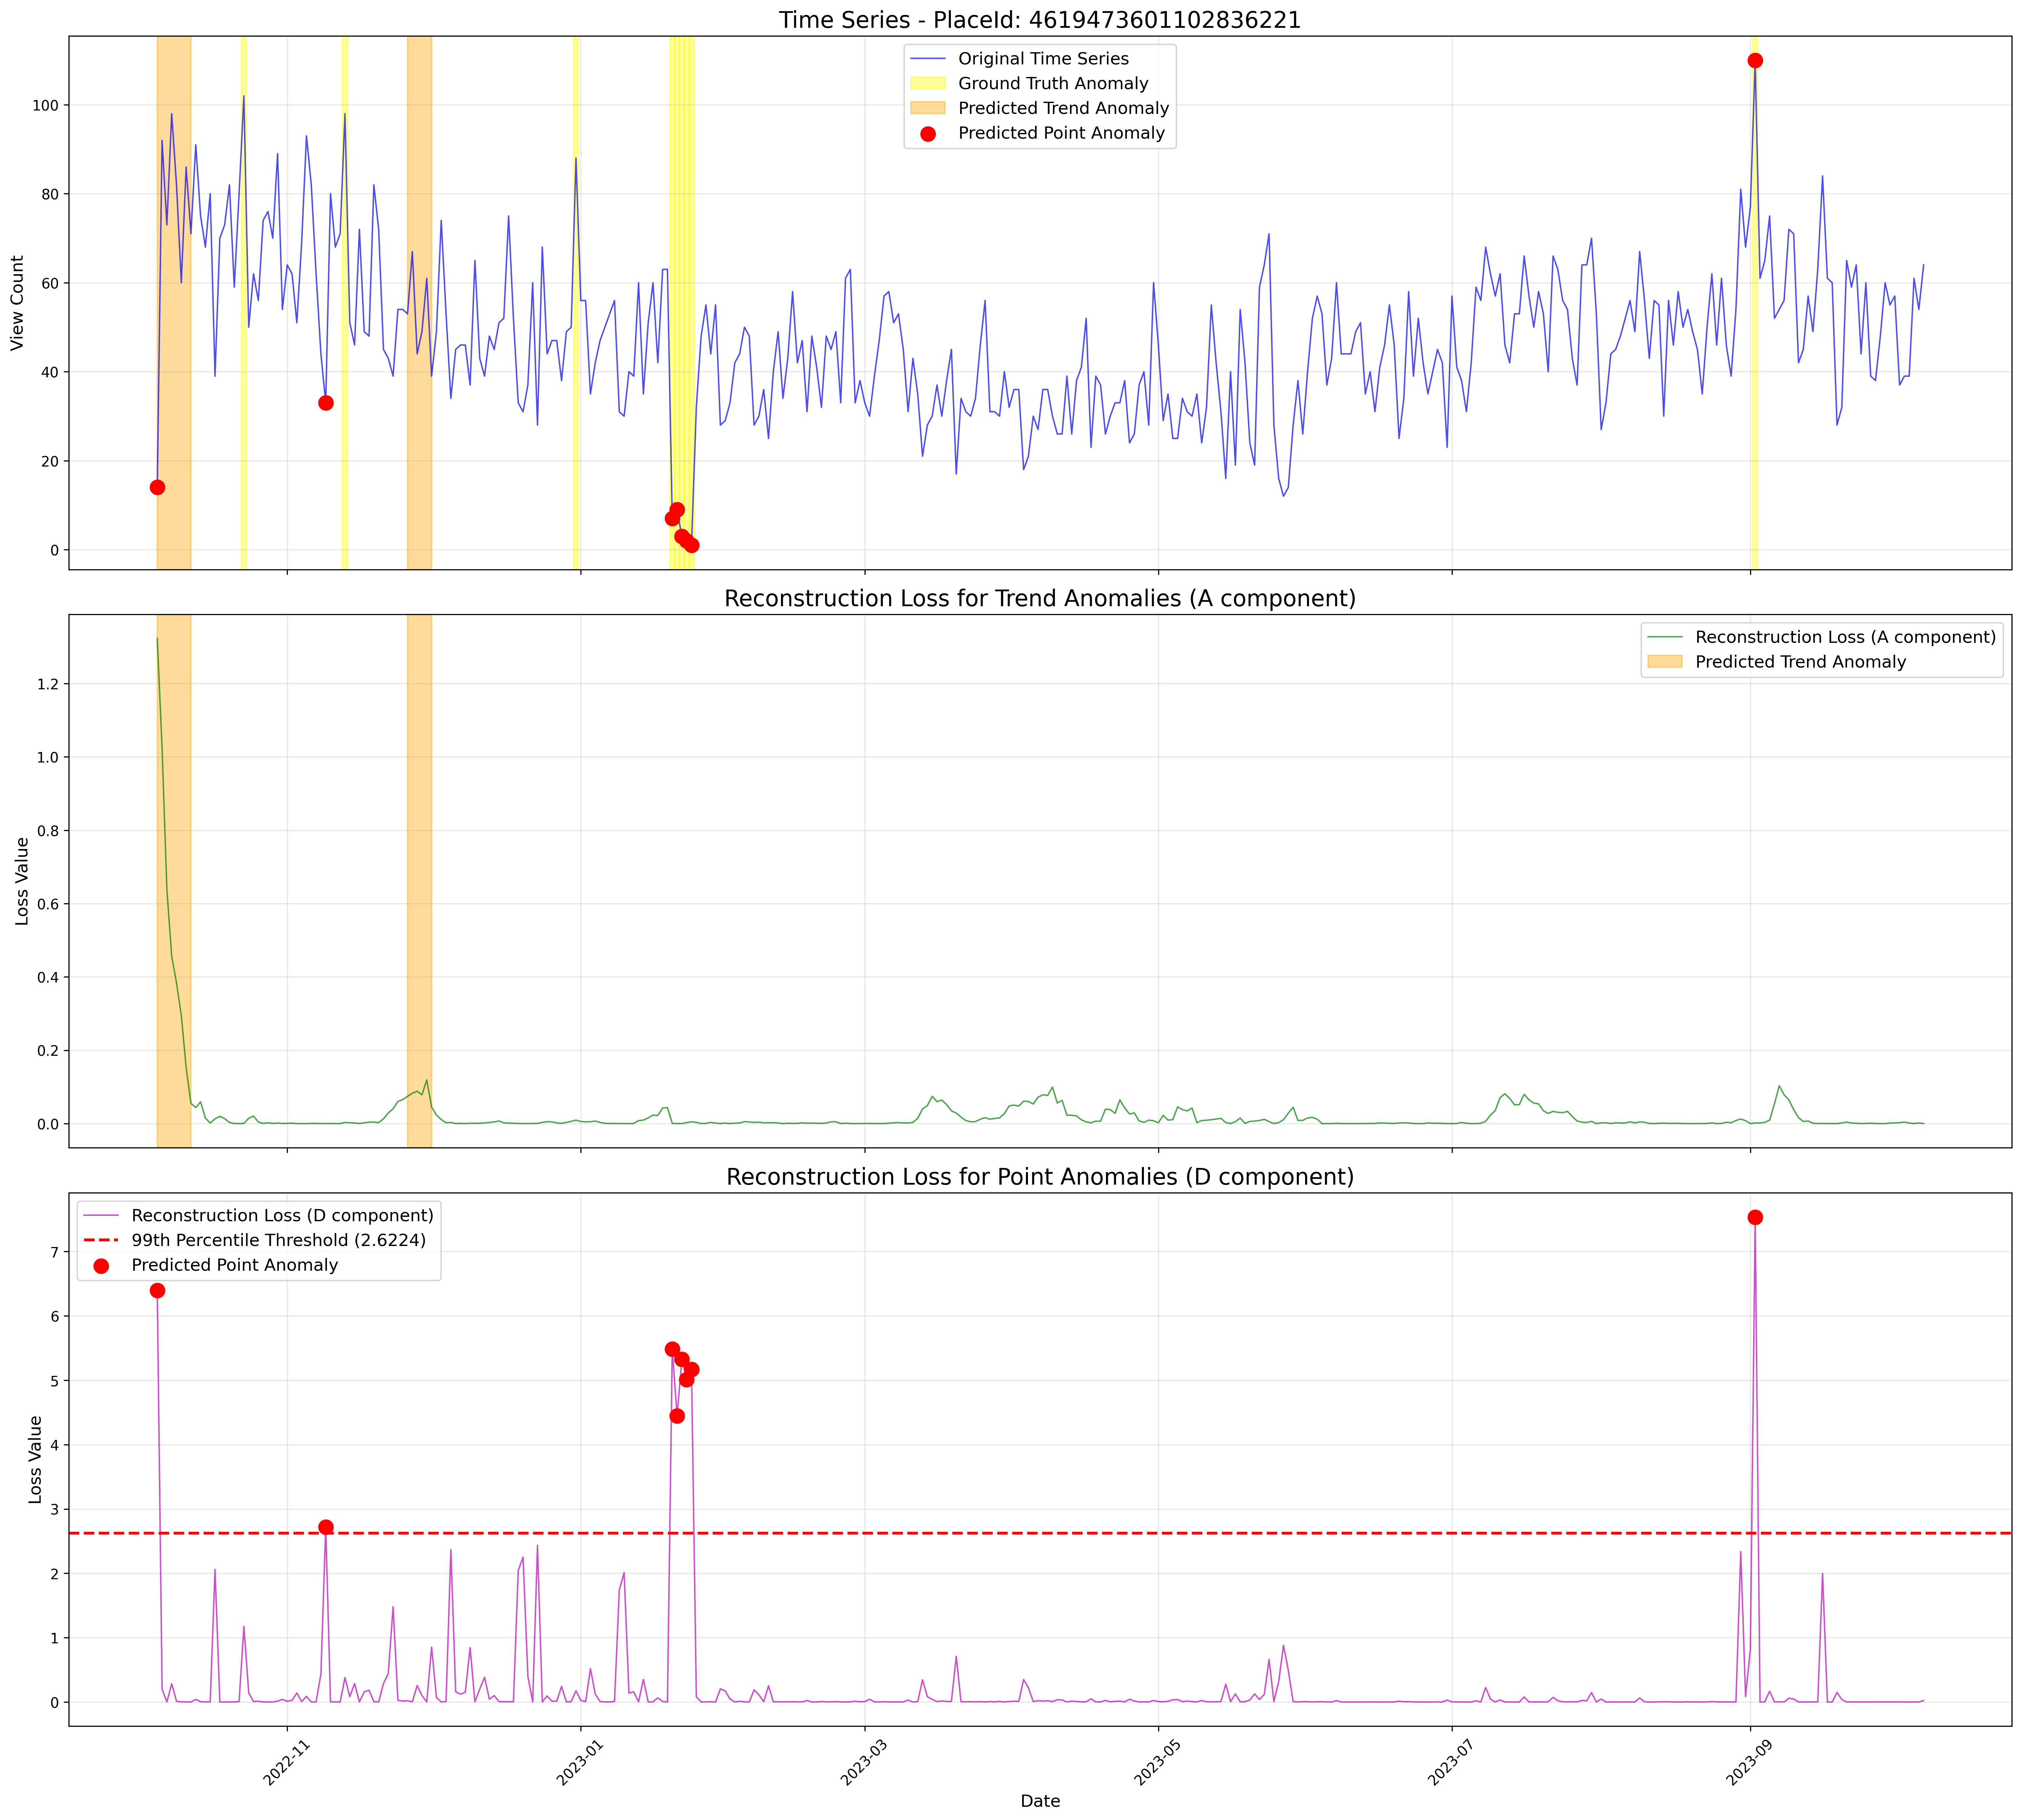 Time Series - PlaceId: 4619473601102836221
Original Time Series
Ground Truth Anomaly
Predicted Trend Anomaly
Predicted Point Anomaly
View Count
100
80
60
40
20
0
Reconstruction Loss for Trend Anomalies (A component)
Reconstruction Loss (A component)
Predicted Trend Anomaly
Loss Value
1.2
1.0
0.8
0.6
0.4
0.2
0.0
Reconstruction Loss for Point Anomalies (D component)
Reconstruction Loss (D component)
99th Percentile Threshold (2.6224)
Predicted Point Anomaly
Loss Value
7
6
5
4
3
2
1
0
2022-11
2023-01
2023-03
2023-05
2023-07
2023-09
Date